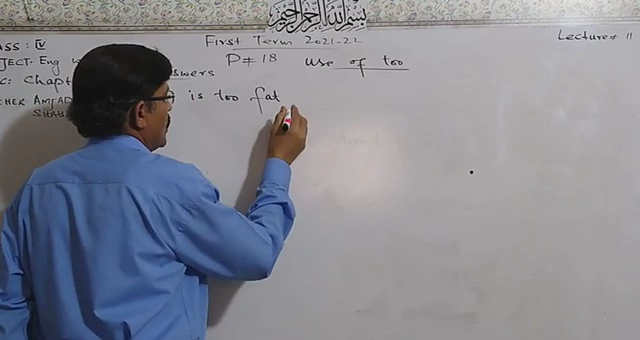 بسم الله الرحمن الرحيم
First Term 2021-22
Lecture# 11
ASS : IV
P# 18 use of too
JECT. Eng
C: Chapt swers
CHER AMJAD
SHAH
is too fat